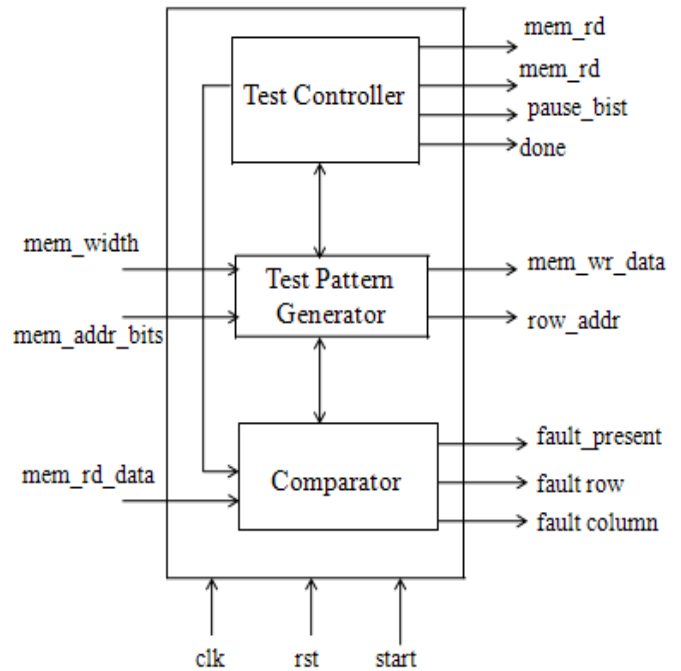 mem_rd
Test Controller
mem_rd
pause_bist
done
mem_width
Test Pattern
Generator
mem_wr_data
mem_addr_bits
row_addr
fault_present
mem_rd_data
Comparator
fault row
fault column
clk
rst
start